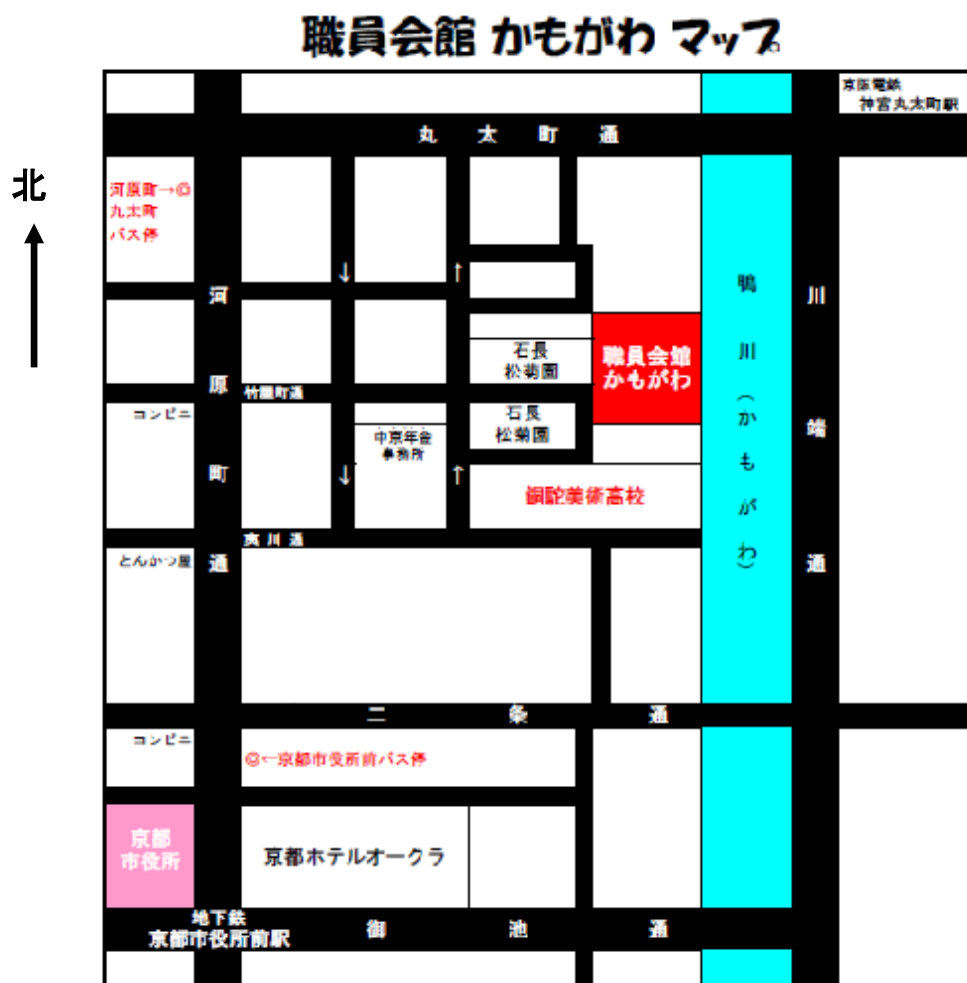 職員会館 かもがわ マップ
京阪電鉄
神宮丸太町駅
丸太町通
北
河原町→◎
丸太町
バス停
↓
↑
河原町通
鴨川(かもがわ)
川端通
石長
松菊園
職員会館
かもがわ
竹屋町通
コンビニ
中京年金
事務所
石長
松菊園
↓
↑
銅駝美術高校
夷川通
とんかつ屋
二条通
コンビニ
◎←京都市役所前バス停
京都
市役所
京都ホテルオークラ
地下鉄
京都市役所前駅
御池通